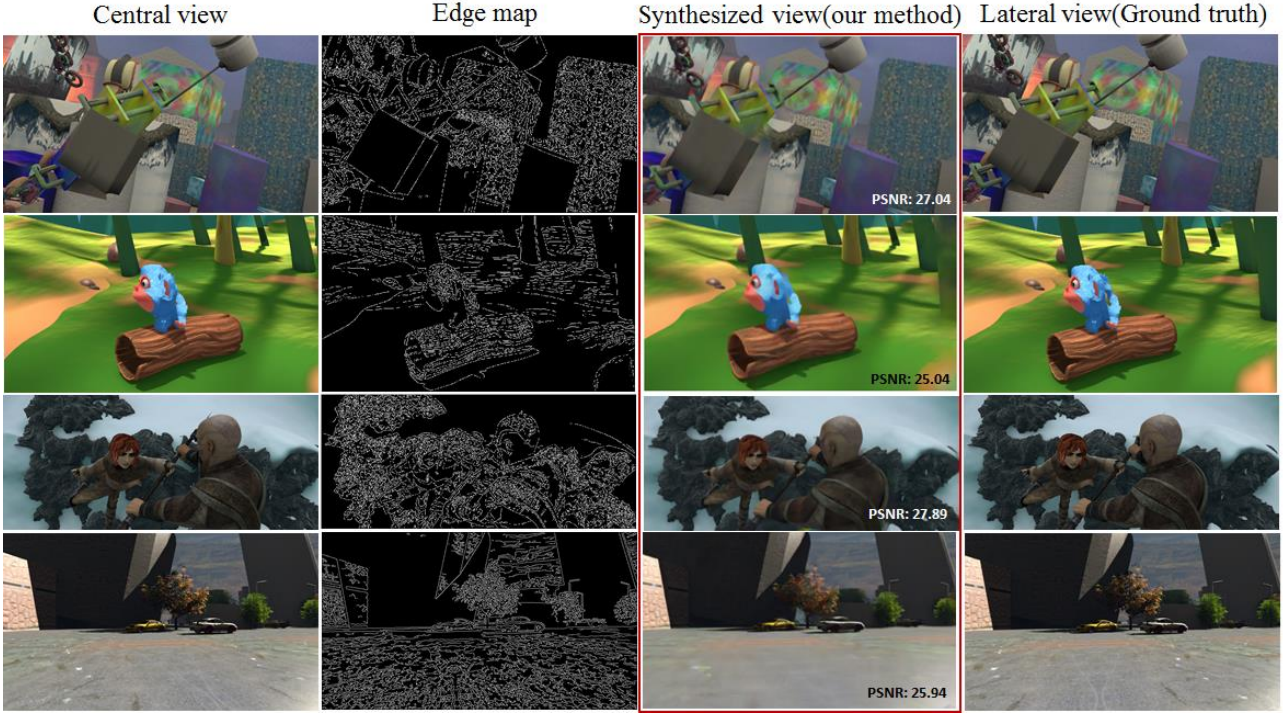 Central view
Edge map
Synthesized view(our method)
Lateral view(Ground truth)
PSNR: 27.04
PSNR: 25.04
PSNR: 27.89
PSNR: 25.94